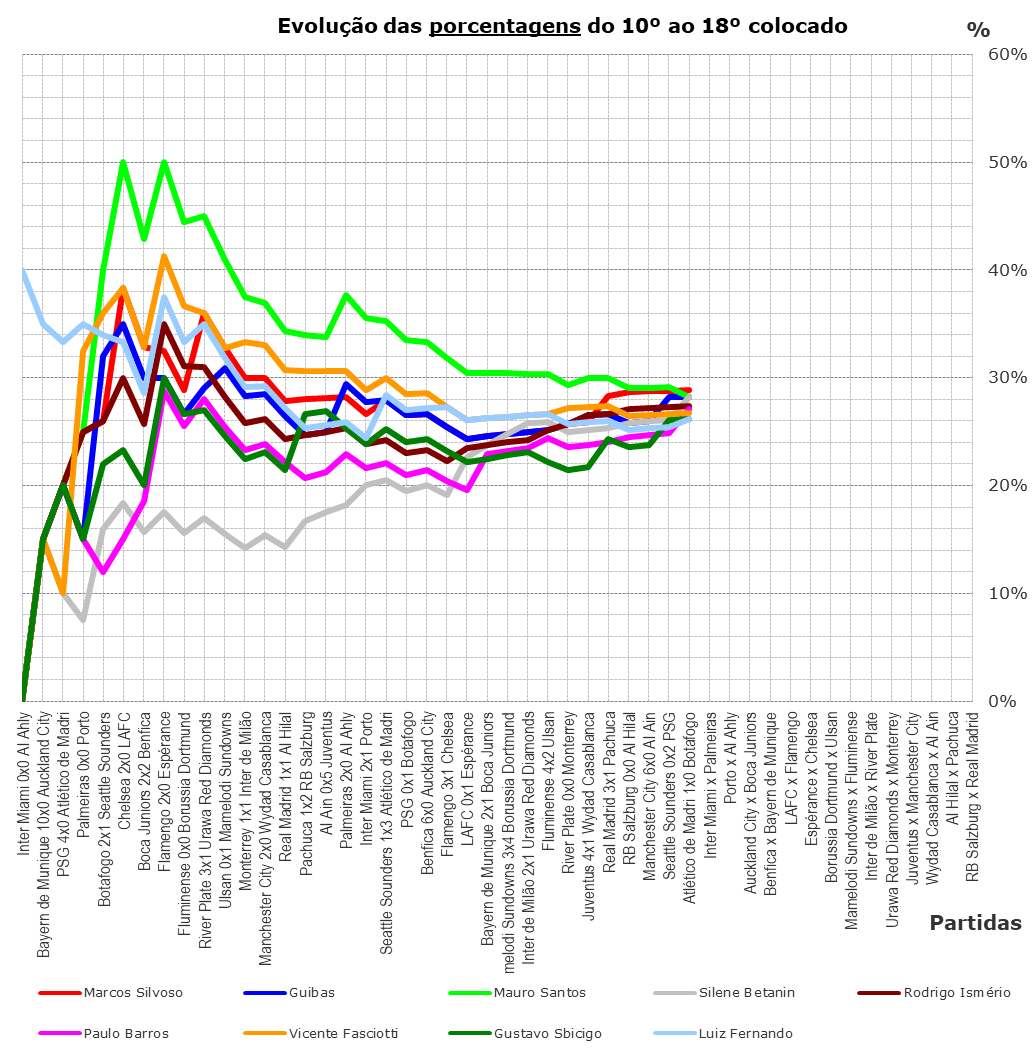 Evolução das porcentagens do 10º ao 18º colocado
%
60%
50%
40%
30%
20%
10%
0%
Inter Miami 0x0 Al Ahly
Bayern de Munique 10x0 Auckland City
PSG 4x0 Atlético de Madri
Palmeiras 0x0 Porto
Botafogo 2x1 Seattle Sounders
Chelsea 2x0 LAFC
Boca Juniors 2x2 Benfica
Flamengo 2x0 Espérance
Fluminense 0x0 Borussia Dortmund
River Plate 3x1 Urawa Red Diamonds
Ulsan 0x1 Mamelodi Sundowns
Monterrey 1x1 Inter de Milão
Manchester City 2x0 Wydad Casablanca
Real Madrid 1x1 Al Hilal
Pachuca 1x2 RB Salzburg
Al Ain 0x5 Juventus
Palmeiras 2x0 Al Ahly
Inter Miami 2x1 Porto
Seattle Sounders 1x3 Atlético de Madri
PSG 0x1 Botafogo
Benfica 6x0 Auckland City
Flamengo 3x1 Chelsea
LAFC 0x1 Espérance
Bayern de Munique 2x1 Boca Juniors
melodi Sundowns 3x4 Borussia Dortmund
Inter de Milão 2x1 Urawa Red Diamonds
Fluminense 4x2 Ulsan
River Plate 0x0 Monterrey
Juventus 4x1 Wydad Casablanca
Real Madrid 3x1 Pachuca
RB Salzburg 0x0 Al Hilal
Manchester City 6x0 Al Ain
Seattle Sounders 0x2 PSG
Atlético de Madri 1x0 Botafogo
Inter Miami x Palmeiras
Porto x Al Ahly
Auckland City x Boca Juniors
Benfica x Bayern de Munique
LAFC x Flamengo
Espérance x Chelsea
Borussia Dortmund x Ulsan
Mamelodi Sundowns x Fluminense
Inter de Milão x River Plate
Urawa Red Diamonds x Monterrey
Juventus x Manchester City
Wydad Casablanca x Al Ain
Al Hilal x Pachuca
RB Salzburg x Real Madrid
Partidas
Marcos Silvoso
Guibas
Mauro Santos
Silene Betanin
Rodrigo Ismério
Paulo Barros
Vicente Fasciotti
Gustavo Sbicigo
Luiz Fernando